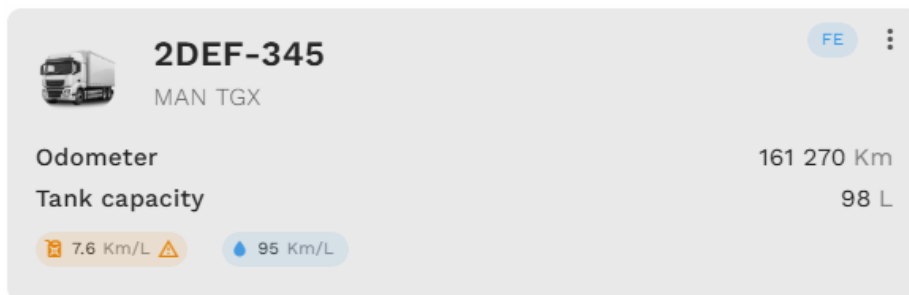 2DEF-345
FE
MAN TGX
Odometer 161 270 Km
Tank capacity 98 L
7.6 Km/L 95 Km/L